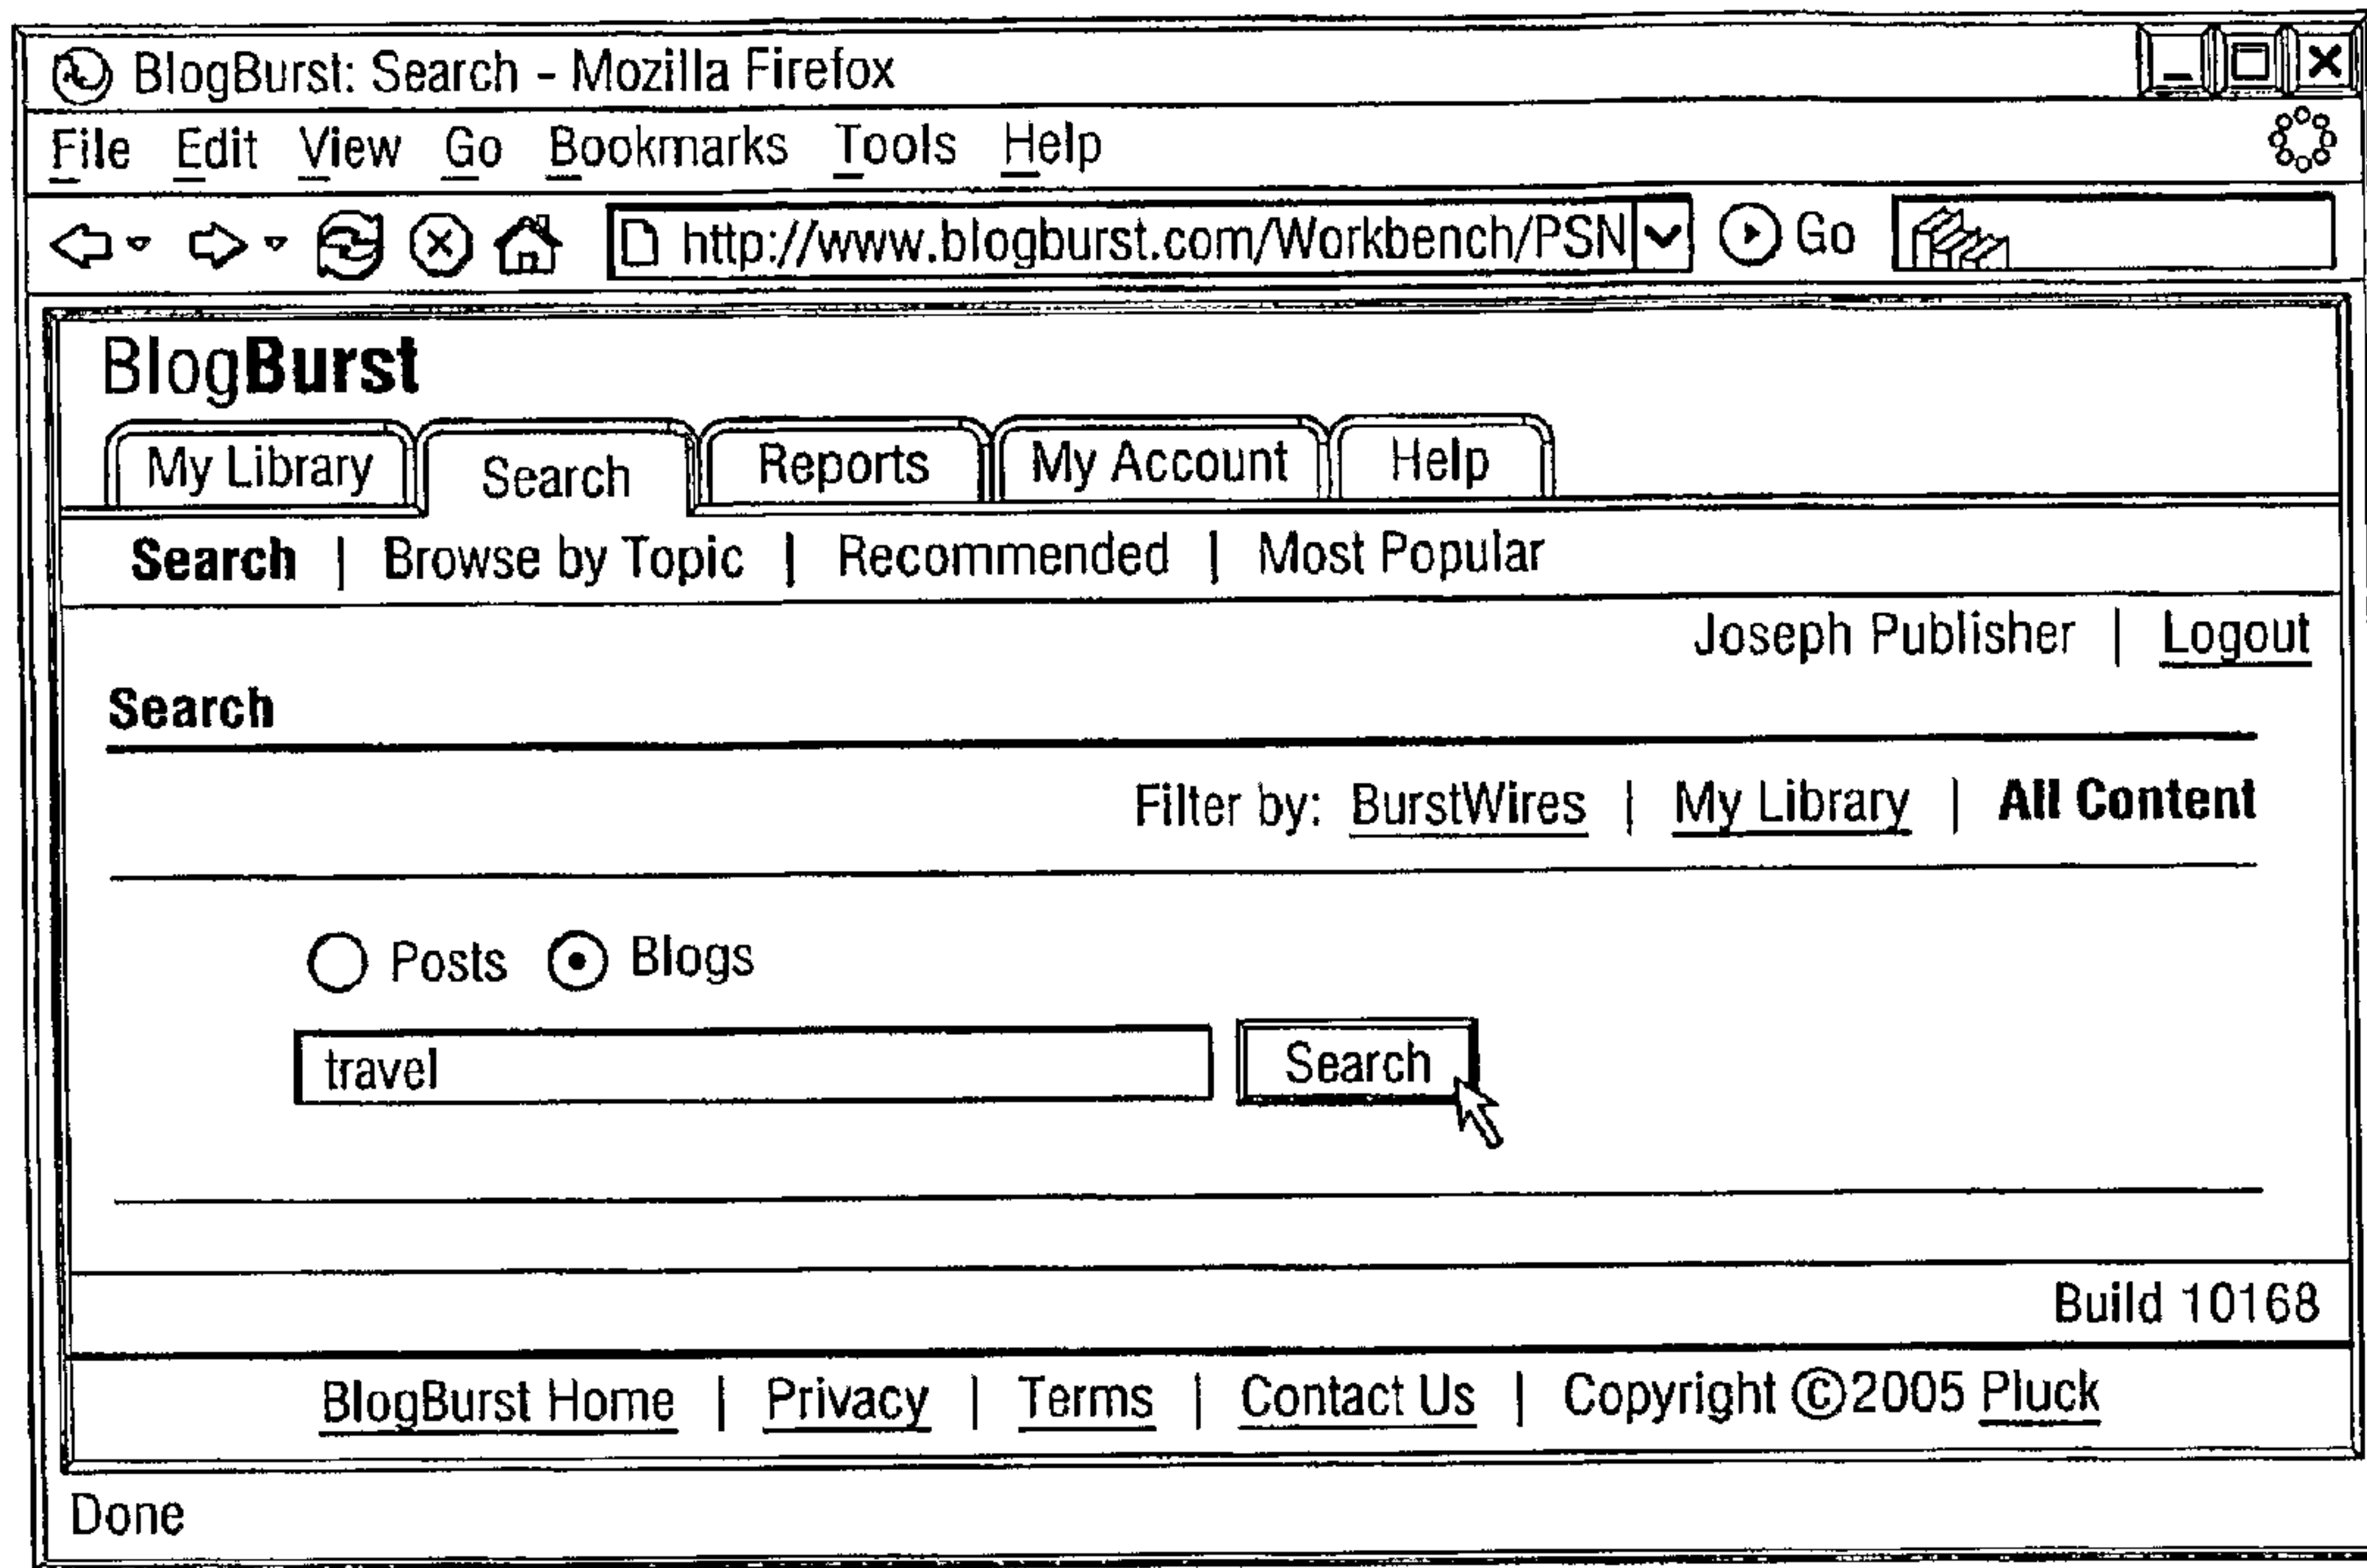 BlogBurst: Search - Mozilla Firefox
File Edit View Go Bookmarks Tools Help
http://www.blogburst.com/Workbench/PSN Go
BlogBurst
My Library Search Reports My Account Help
Search | Browse by Topic | Recommended | Most Popular
Joseph Publisher | Logout
Search
Filter by: BurstWires | My Library | All Content
Posts Blogs
travel Search
Build 10168
BlogBurst Home | Privacy | Terms | Contact Us | Copyright ©2005 Pluck
Done